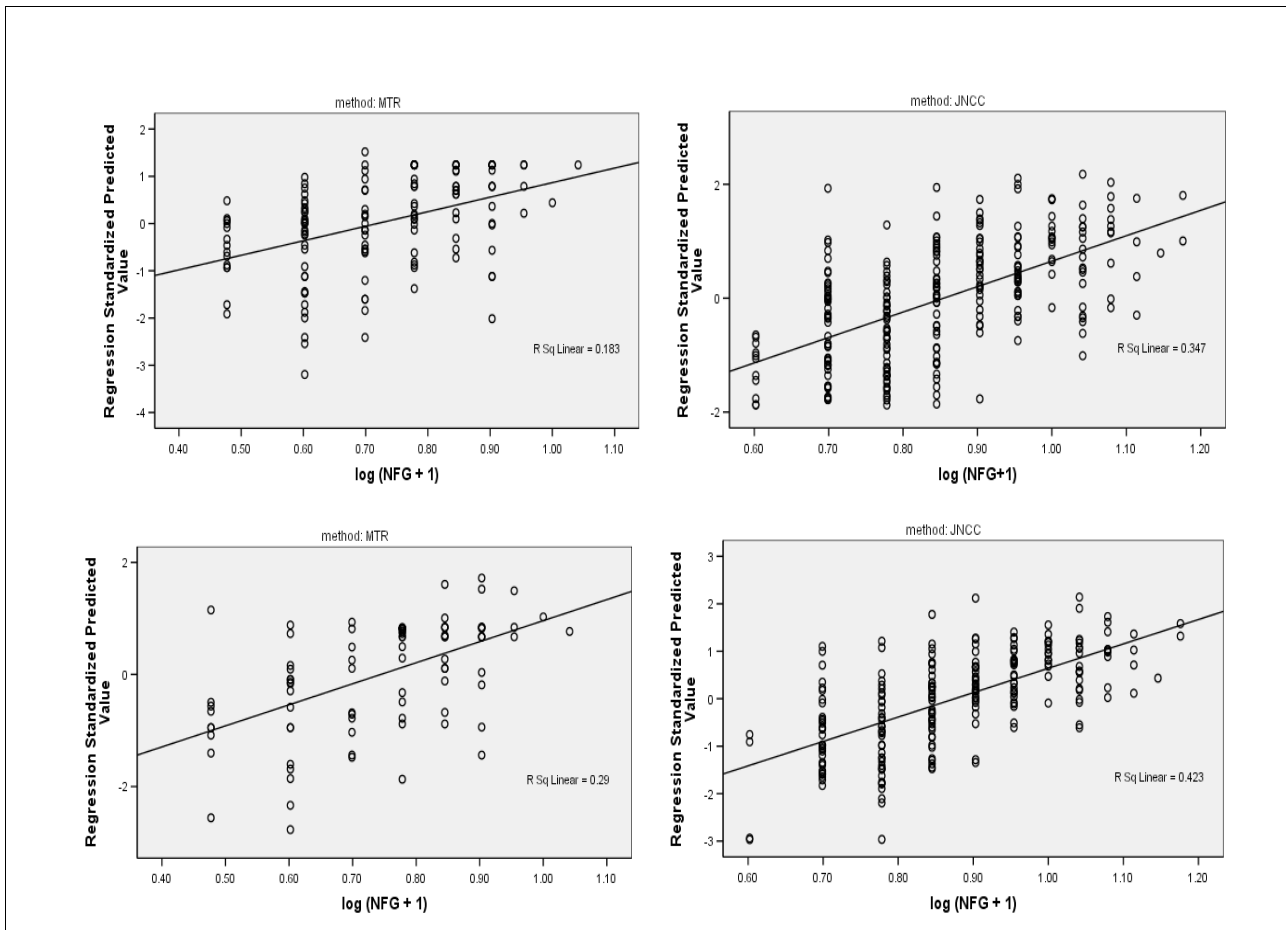 method: MTR
Regression Standardized Predicted
Value
2
1
0
-1
-2
-3
-4
R Sq Linear = 0.183
0.40 0.50 0.60 0.70 0.80 0.90 1.00 1.10
log (NFG + 1)
method: JNCC
Regression Standardized Predicted
Value
2
0
-2
R Sq Linear = 0.347
0.60 0.70 0.80 0.90 1.00 1.10 1.20
log (NFG+1)
method: MTR
Regression Standardized Predicted
Value
2
0
-2
R Sq Linear = 0.29
0.40 0.50 0.60 0.70 0.80 0.90 1.00 1.10
log (NFG + 1)
method: JNCC
Regression Standardized Predicted
Value
3
2
1
0
-1
-2
-3
R Sq Linear = 0.423
0.60 0.70 0.80 0.90 1.00 1.10 1.20
log (NFG+1)